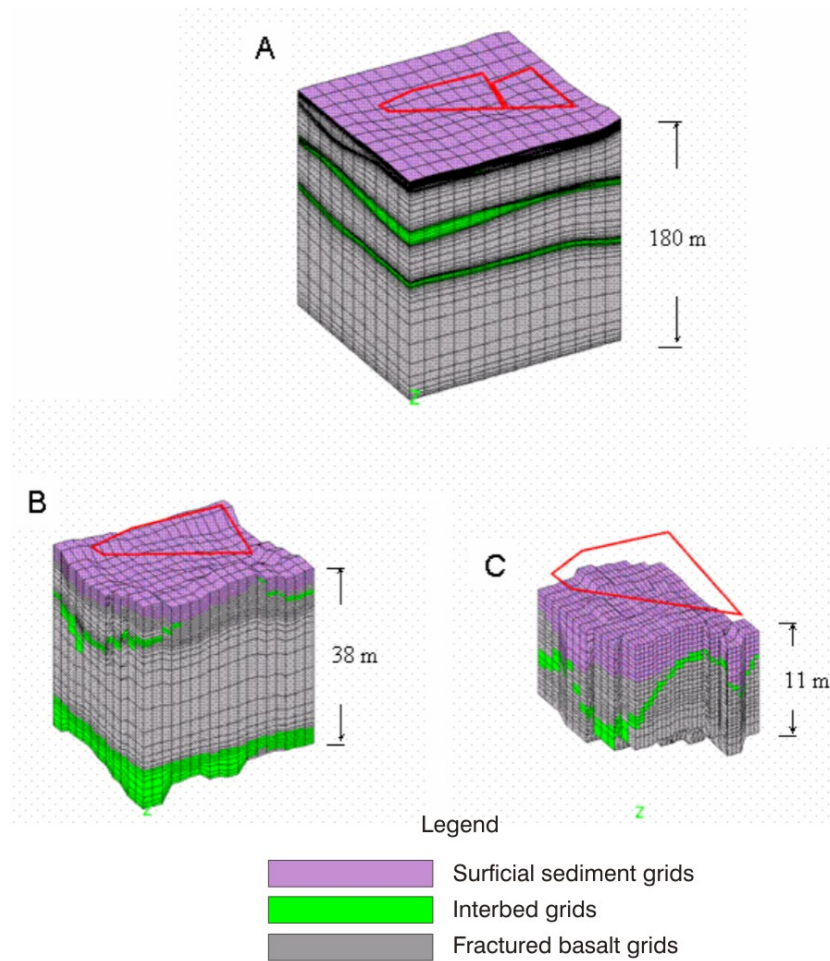 A
180 m
Z
B
38 m
z
C
11 m
z
Legend
Surficial sediment grids
Interbed grids
Fractured basalt grids